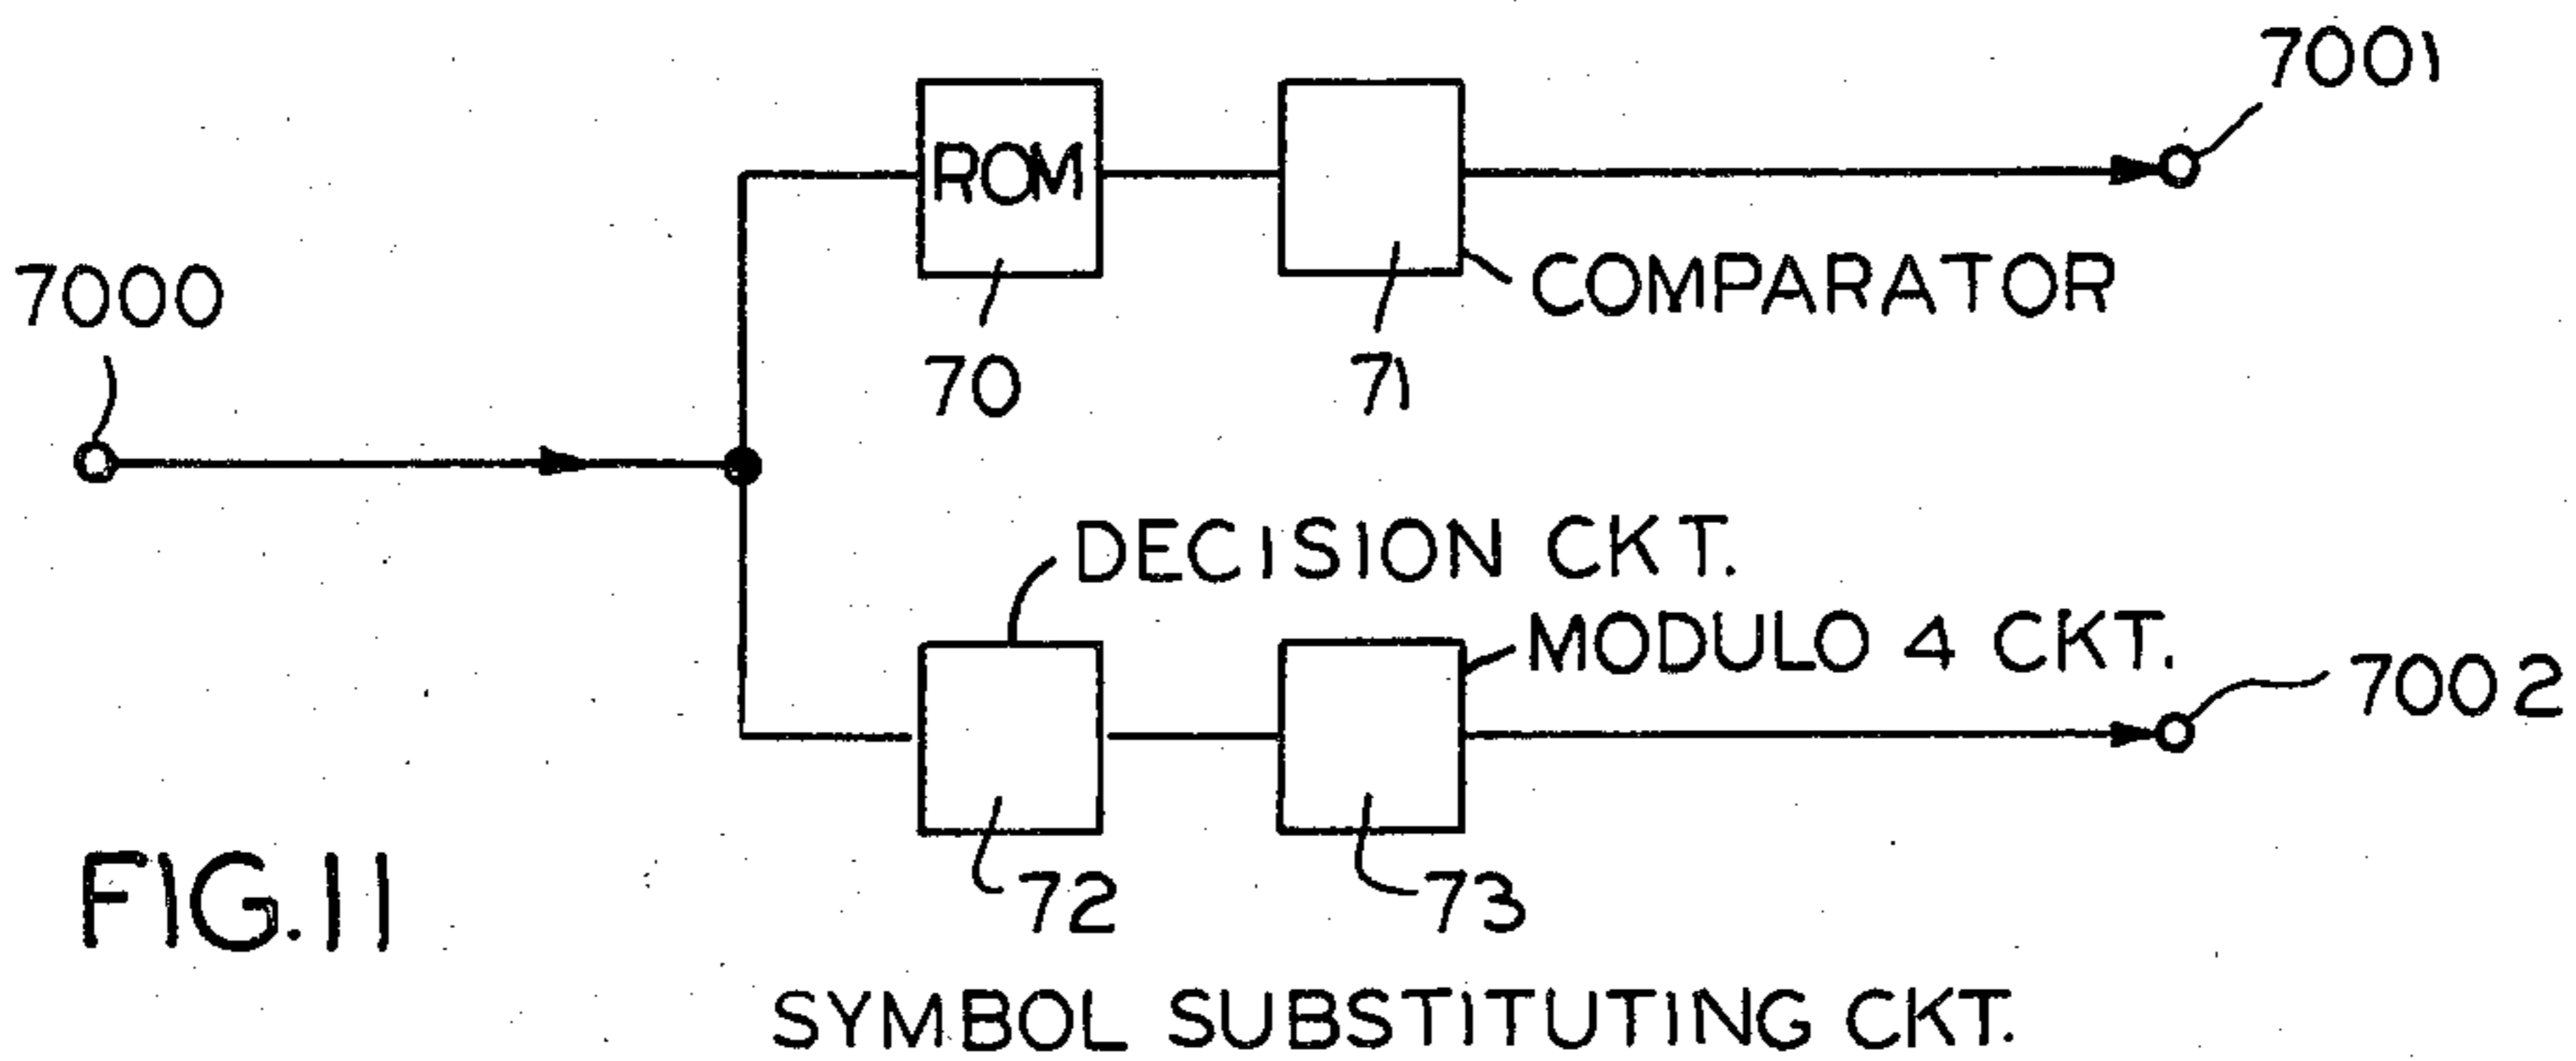 7001
ROM
7000
COMPARATOR
70
71
DECISION CKT.
MODULO 4 CKT.
7002
72
73
FIG. 11
SYMBOL SUBSTITUTING CKT.